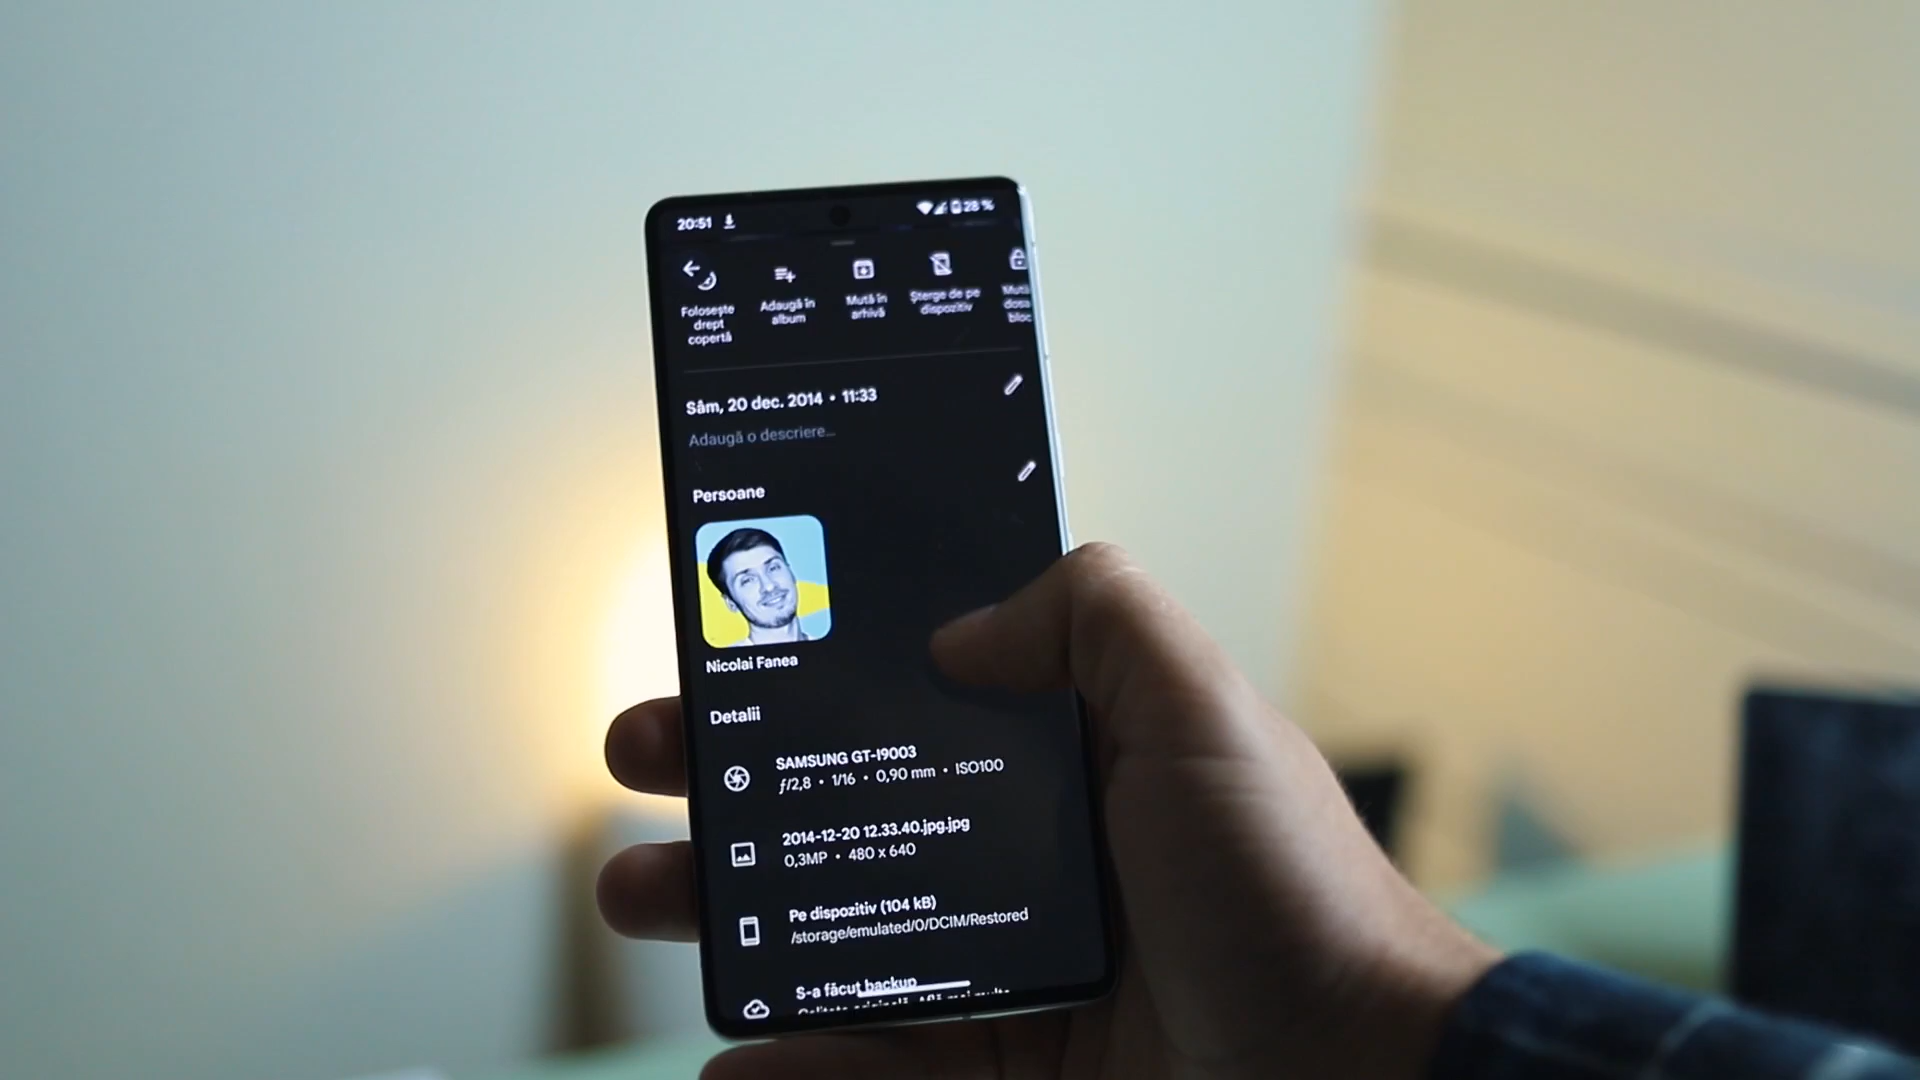 20:51 28 %
Folosește
drept
copertă
Adaugă în
album
Mută în
arhivă
Șterge de pe
dispozitiv
Mută
dosa
bloc
Sâm, 20 dec. 2014 • 11:33
Adaugă o descriere...
Persoane
Nicolai Fanea
Detalii
SAMSUNG GT-I9003
ƒ/2,8 • 1/16 • 0,90 mm • ISO100
2014-12-20 12.33.40.jpg.jpg
0,3MP • 480 x 640
Pe dispozitiv (104 kB)
/storage/emulated/0/DCIM/Restored
S-a făcut backup